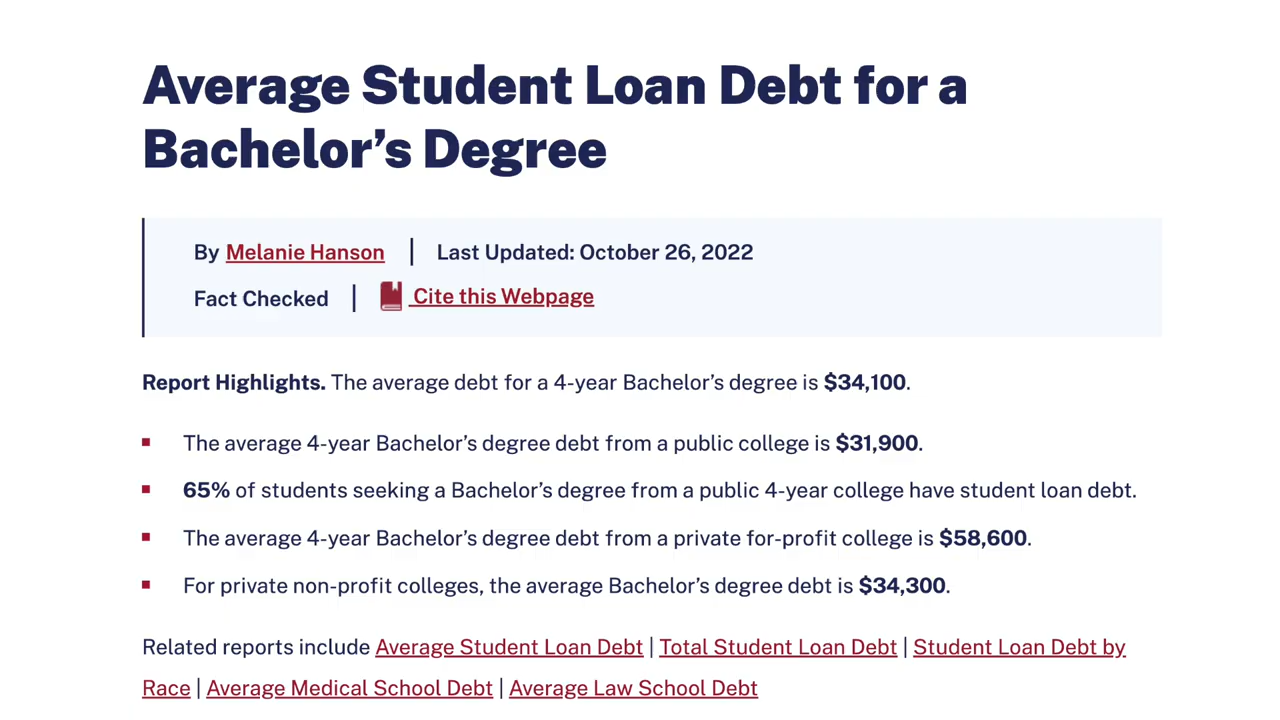 Average Student Loan Debt for a
Bachelor’s Degree
By Melanie Hanson | Last Updated: October 26, 2022
Fact Checked | Cite this Webpage
Report Highlights. The average debt for a 4-year Bachelor’s degree is $34,100.
The average 4-year Bachelor’s degree debt from a public college is $31,900.
65% of students seeking a Bachelor’s degree from a public 4-year college have student loan debt.
The average 4-year Bachelor’s degree debt from a private for-profit college is $58,600.
For private non-profit colleges, the average Bachelor’s degree debt is $34,300.
Related reports include Average Student Loan Debt | Total Student Loan Debt | Student Loan Debt by
Race | Average Medical School Debt | Average Law School Debt